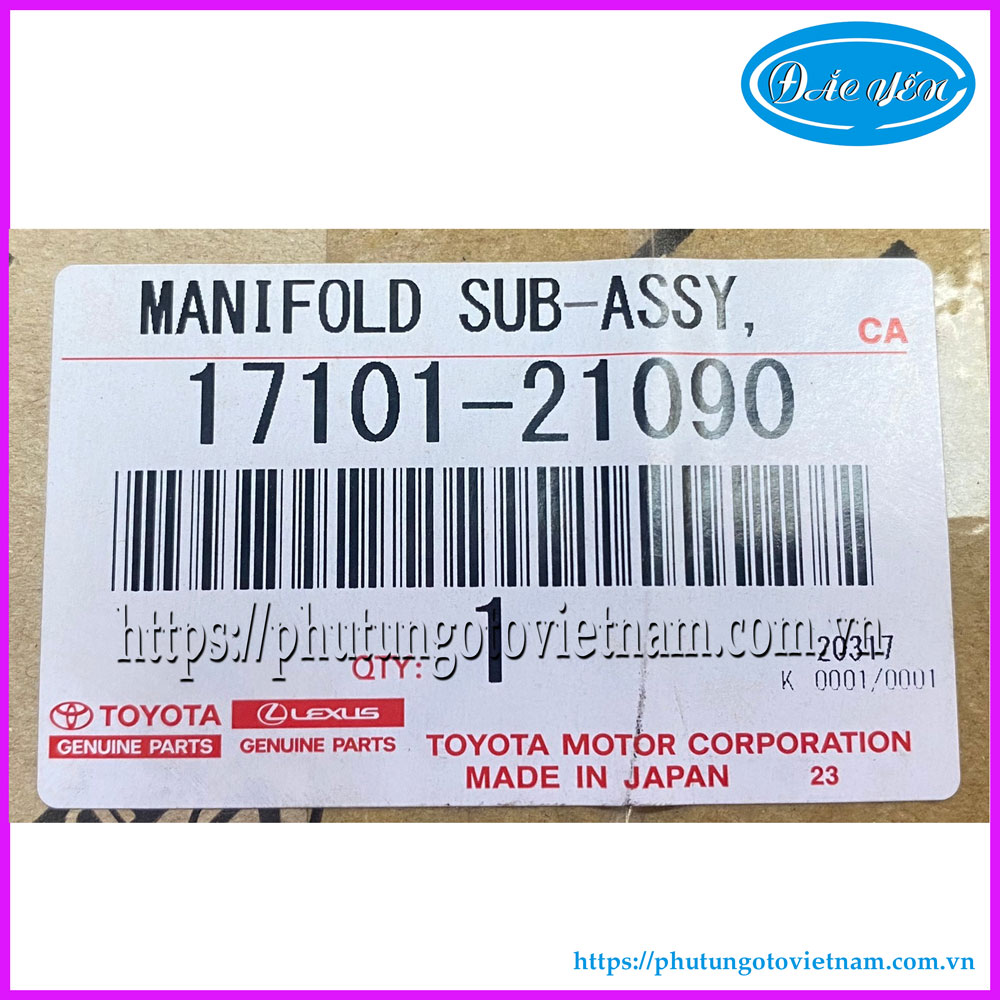 ĐẮC YẾN
MANIFOLD SUB-ASSY,
CA
17101-21090
https://phutungotovietnam.com.vn
QTY: 1
20317
K 0001/0001
TOYOTA
GENUINE PARTS
LEXUS
GENUINE PARTS
TOYOTA MOTOR CORPORATION
MADE IN JAPAN 23
https://phutungotovietnam.com.vn